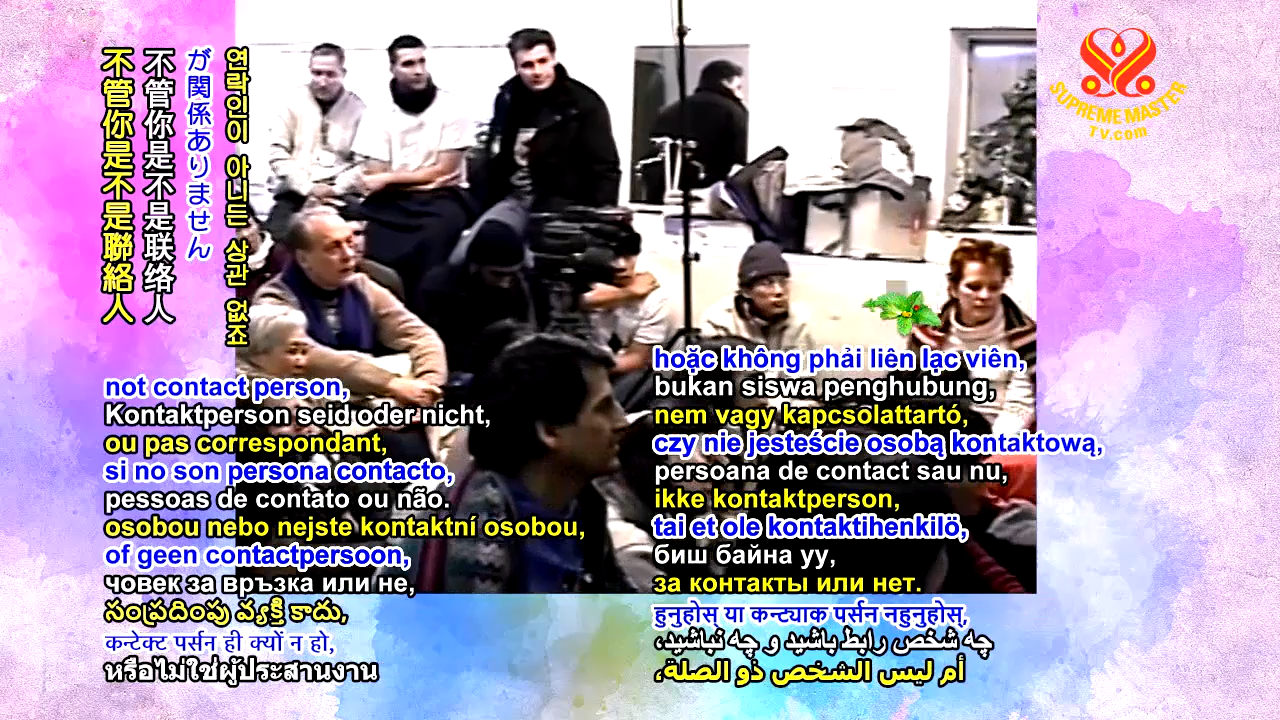 不管你是不是聯絡人
不管你是不是联络人
が関係ありません
연락인이 아니든 상관 없죠
SUPREME MASTER
TV.com
not contact person,
Kontaktperson seid oder nicht,
ou pas correspondant,
si no son persona contacto,
pessoas de contato ou não.
osobou nebo nejste kontaktní osobou,
of geen contactpersoon,
човек за връзка или не,
సంప్రదింపు వ్యక్తి కాదు,
कन्टेक्ट पर्सन ही क्यों न हो,
หรือไม่ใช่ผู้ประสานงาน
hoặc không phải liên lạc viên,
bukan siswa penghubung,
nem vagy kapcsolattartó,
czy nie jesteście osobą kontaktową,
persoana de contact sau nu,
ikke kontaktperson,
tai et ole kontaktihenkilö,
биш байна уу,
за контакты или нет.
हुनुहोस् या कन्ट्याक पर्सन नहुनुहोस्,
چه شخص رابط باشید و چه نباشید،
أم ليس الشخص ذو الصلة،